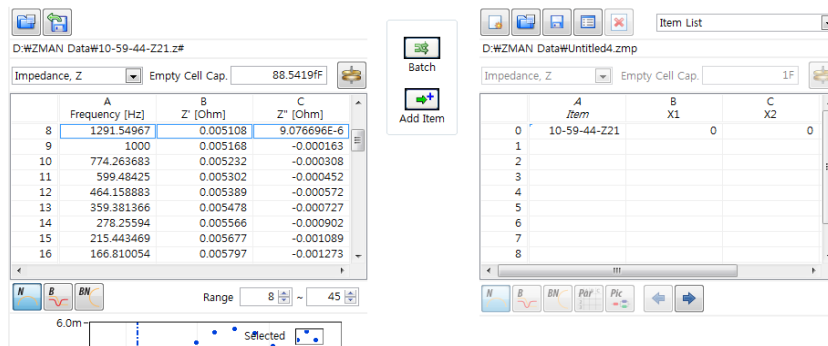 Item List
D:₩ZMAN Data₩10-59-44-Z21.z#
D:₩ZMAN Data₩Untitled4.zmp
Batch
Add Item
Impedance, Z Empty Cell Cap. 88.5419fF
A B C
Frequency [Hz] Z' [Ohm] Z" [Ohm]
8 1291.54967 0.005108 9.076696E-6
9 1000 0.005168 -0.000163
10 774.263683 0.005232 -0.000308
11 599.48425 0.005302 -0.000452
12 464.158883 0.005389 -0.000572
13 359.381366 0.005478 -0.000727
14 278.25594 0.005566 -0.000902
15 215.443469 0.005677 -0.001089
16 166.810054 0.005797 -0.001273
N B BN Range 8 ~ 45
6.0m
Selected
Impedance, Z Empty Cell Cap. 1F
A B C
Item X1 X2
0 10-59-44-Z21 0 0
1
2
3
4
5
6
7
8
N B BN Par Pic